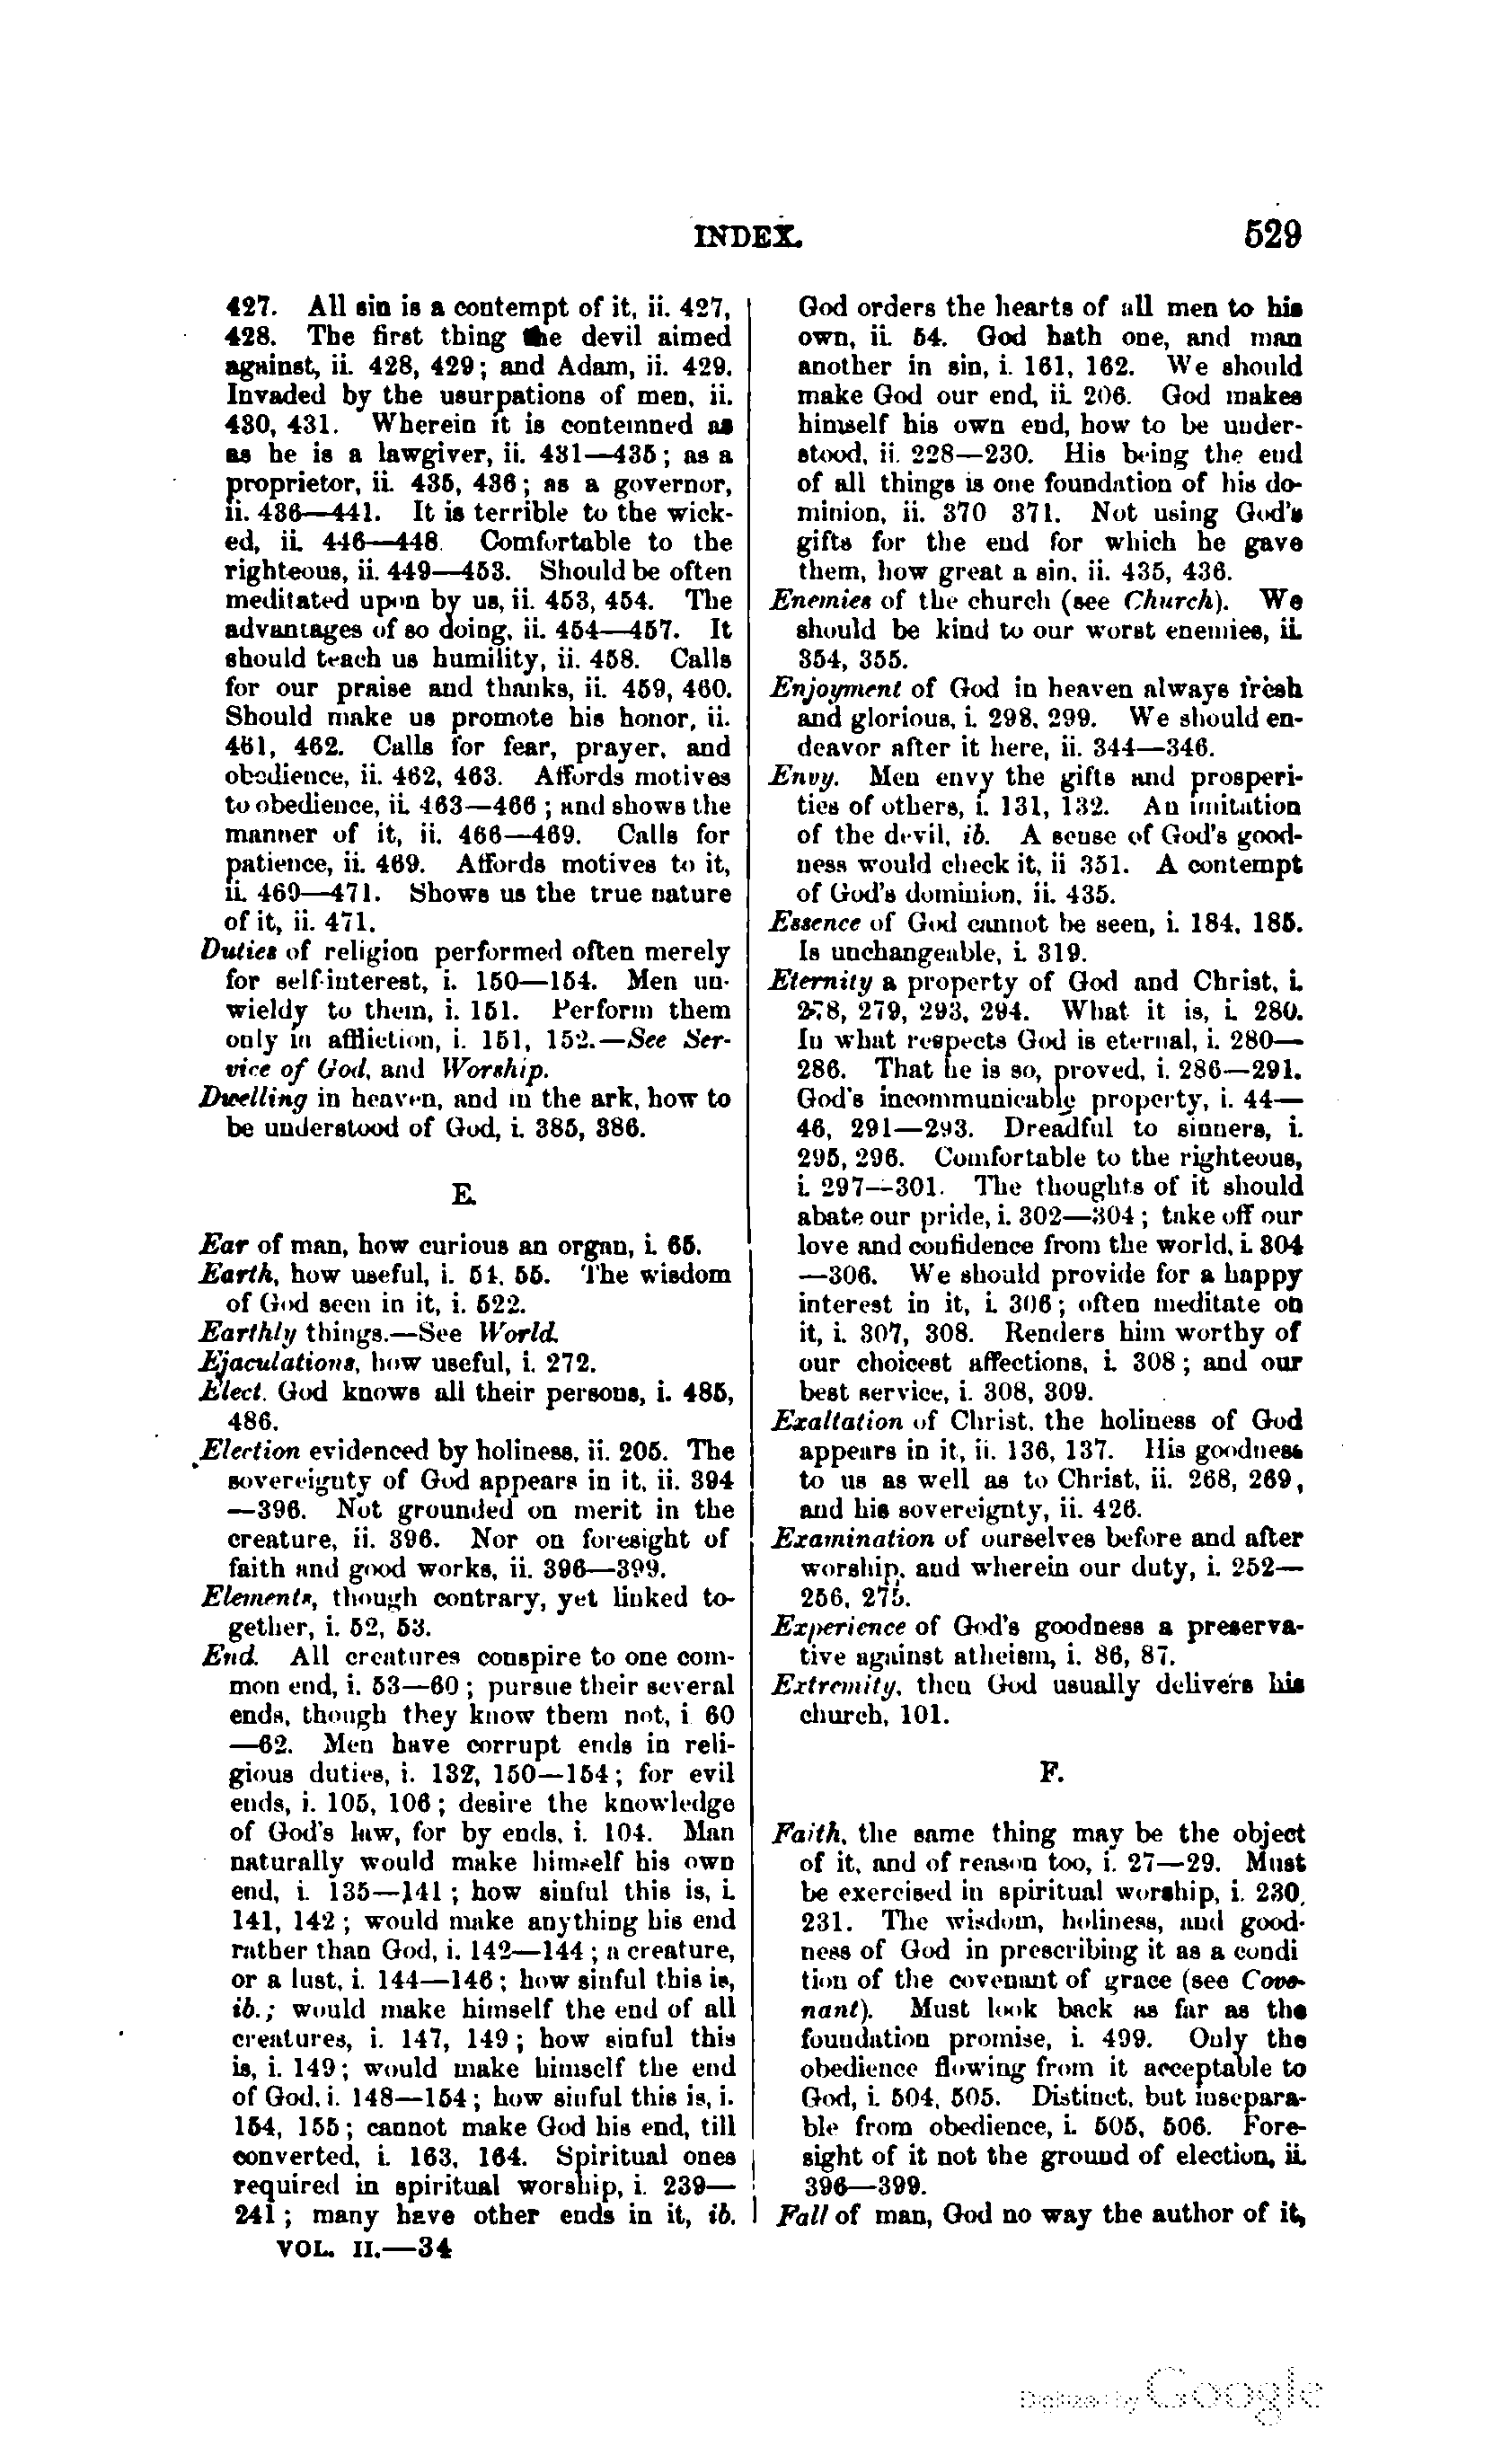 INDEX.
529
427. All sin is a contempt of it, ii. 427,
428. The first thing the devil aimed
against, ii. 428, 429; and Adam, ii. 429.
Invaded by the usurpations of men, ii.
430, 431. Wherein it is contemned as
as he is a lawgiver, ii. 431—435; as a
proprietor, ii. 435, 436; as a governor,
ii. 436—441. It is terrible to the wick-
ed, ii. 446—448. Comfortable to the
righteous, ii. 449—453. Should be often
meditated upon by us, ii. 453, 454. The
advantages of so doing, ii. 454—457. It
should teach us humility, ii. 458. Calls
for our praise and thanks, ii. 459, 460.
Should make us promote his honor, ii.
461, 462. Calls for fear, prayer, and
obedience, ii. 462, 463. Affords motives
to obedience, ii. 463—466; and shows the
manner of it, ii. 466—469. Calls for
patience, ii. 469. Affords motives to it,
ii. 469—471. Shows us the true nature
of it, ii. 471.
Duties of religion performed often merely
for self-interest, i. 150—154. Men un-
wieldy to them, i. 151. Perform them
only in affliction, i. 151, 152.—See Ser-
vice of God, and Worship.
Dwelling in heaven, and in the ark, how to
be understood of God, i. 385, 386.
E.
Ear of man, how curious an organ, i. 65.
Earth, how useful, i. 54, 55. The wisdom
of God seen in it, i. 522.
Earthly things.—See World.
Ejaculations, how useful, i. 272.
Elect. God knows all their persons, i. 485,
486.
Election evidenced by holiness, ii. 205. The
sovereignty of God appears in it, ii. 394
—396. Not grounded on merit in the
creature, ii. 396. Nor on foresight of
faith and good works, ii. 396—399.
Elements, though contrary, yet linked to-
gether, i. 52, 53.
End. All creatures conspire to one com-
mon end, i. 53—60; pursue their several
ends, though they know them not, i 60
—62. Men have corrupt ends in reli-
gious duties, i. 132, 150—154; for evil
ends, i. 105, 106; desire the knowledge
of God's law, for by ends, i. 104. Man
naturally would make himself his own
end, i. 135—141; how sinful this is, i.
141, 142; would make anything his end
rather than God, i. 142—144; a creature,
or a lust, i. 144—146; how sinful this is,
ib.; would make himself the end of all
creatures, i. 147, 149; how sinful this
is, i. 149; would make himself the end
of God, i. 148—154; how sinful this is, i.
154, 155; cannot make God his end, till
converted, i. 163, 164. Spiritual ones
required in spiritual worship, i. 239—
241; many have other ends in it, ib.
VOL. II.—34
God orders the hearts of all men to his
own, ii. 54. God hath one, and man
another in sin, i. 161, 162. We should
make God our end, ii. 206. God makes
himself his own end, how to be under-
stood, ii. 228—230. His being the end
of all things is one foundation of his do-
minion, ii. 370 371. Not using God's
gifts for the end for which he gave
them, how great a sin, ii. 435, 436.
Enemies of the church (see Church). We
should be kind to our worst enemies, ii.
354, 355.
Enjoyment of God in heaven always fresh
and glorious, i. 298, 299. We should en-
deavor after it here, ii. 344—346.
Envy. Men envy the gifts and prosperi-
ties of others, i. 131, 132. An imitation
of the devil, ib. A sense of God's good-
ness would check it, ii 351. A contempt
of God's dominion, ii. 435.
Essence of God cannot be seen, i. 184, 185.
Is unchangeable, i. 319.
Eternity a property of God and Christ, i.
278, 279, 293, 294. What it is, i. 280.
In what respects God is eternal, i. 280—
286. That he is so, proved, i. 286—291.
God's incommunicable property, i. 44—
46, 291—293. Dreadful to sinners, i.
295, 296. Comfortable to the righteous,
i. 297—301. The thoughts of it should
abate our pride, i. 302—304; take off our
love and confidence from the world, i. 304
—306. We should provide for a happy
interest in it, i. 306; often meditate on
it, i. 307, 308. Renders him worthy of
our choicest affections, i. 308; and our
best service, i. 308, 309.
Exaltation of Christ, the holiness of God
appears in it, ii. 136, 137. His goodness
to us as well as to Christ, ii. 268, 269,
and his sovereignty, ii. 426.
Examination of ourselves before and after
worship, and wherein our duty, i. 252—
256, 275.
Experience of God's goodness a preserva-
tive against atheism, i. 86, 87.
Extremity, then God usually delivers his
church, 101.
F.
Faith, the same thing may be the object
of it, and of reason too, i. 27—29. Must
be exercised in spiritual worship, i. 230,
231. The wisdom, holiness, and good-
ness of God in prescribing it as a condi
tion of the covenant of grace (see Cove-
nant). Must look back as far as the
foundation promise, i. 499. Only the
obedience flowing from it acceptable to
God, i. 504, 505. Distinct, but insepara-
ble from obedience, i. 505, 506. Fore-
sight of it not the ground of election, ii.
396—399.
Fall of man, God no way the author of it,
Digitized by Google